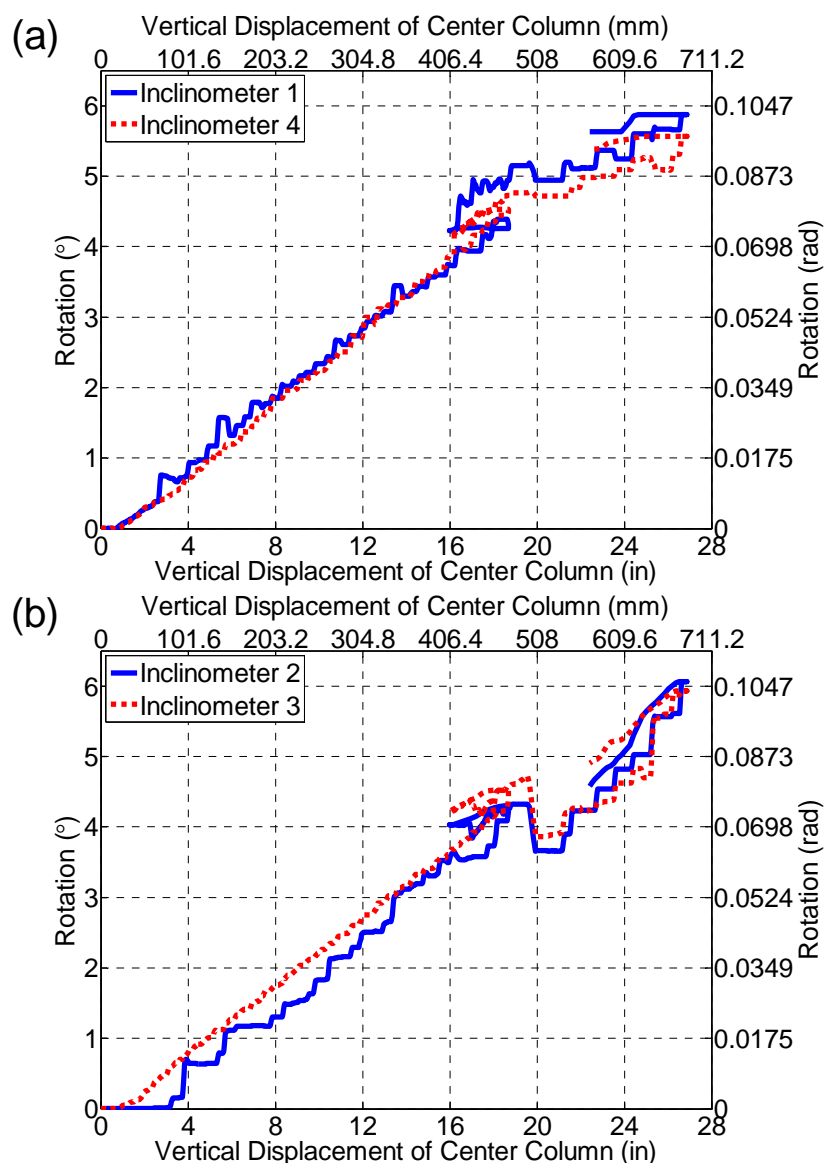 (a)
Vertical Displacement of Center Column (mm)
0 101.6 203.2 304.8 406.4 508 609.6 711.2
Inclinometer 1
Inclinometer 4
Rotation (°)
6
5
4
3
2
1
0
0.1047
0.0873
0.0698
0.0524
0.0349
0.0175
0
Rotation (rad)
0 4 8 12 16 20 24 28
Vertical Displacement of Center Column (in)
(b)
Vertical Displacement of Center Column (mm)
0 101.6 203.2 304.8 406.4 508 609.6 711.2
Inclinometer 2
Inclinometer 3
Rotation (°)
6
5
4
3
2
1
0
0.1047
0.0873
0.0698
0.0524
0.0349
0.0175
0
Rotation (rad)
0 4 8 12 16 20 24 28
Vertical Displacement of Center Column (in)